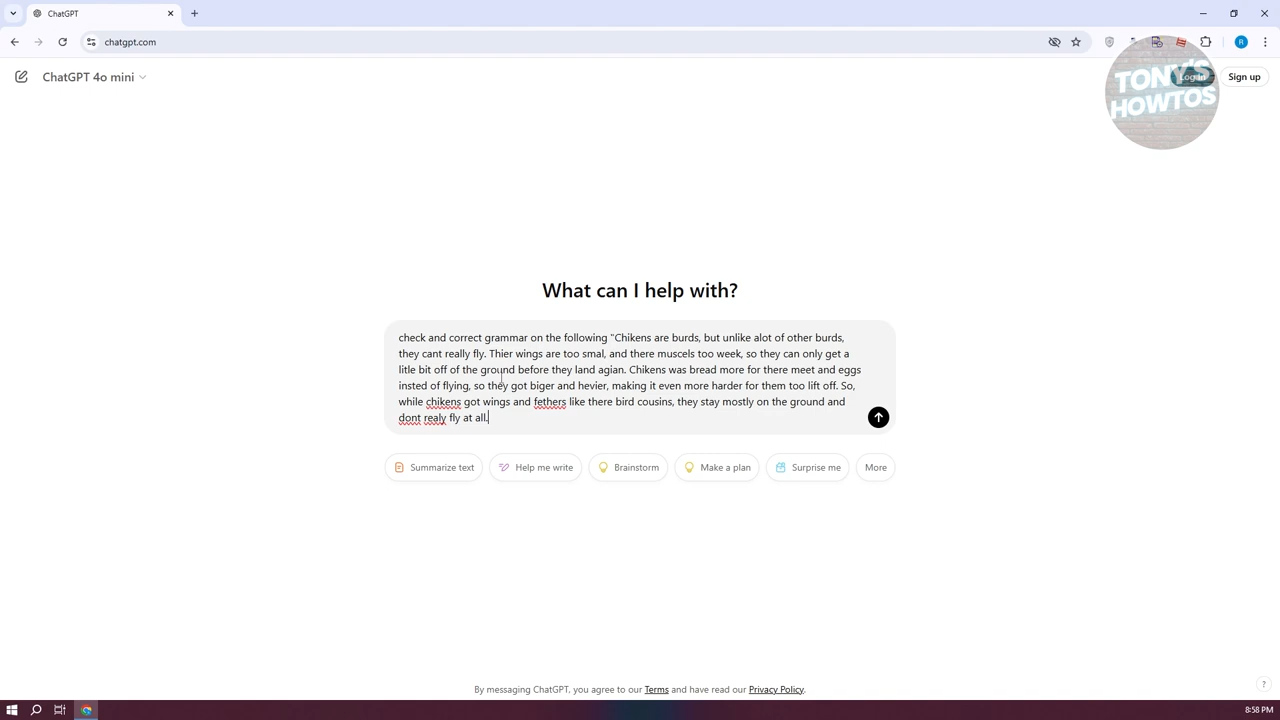 ChatGPT
chatgpt.com
R
ChatGPT 4o mini
Log in
Sign up
TONY'S
HOWTOS
What can I help with?
check and correct grammar on the following "Chikens are burds, but unlike alot of other burds,
they cant really fly. Thier wings are too smal, and there muscels too week, so they can only get a
litle bit off of the ground before they land agian. Chikens was bread more for there meet and eggs
insted of flying, so they got biger and hevier, making it even more harder for them too lift off. So,
while chikens got wings and fethers like there bird cousins, they stay mostly on the ground and
dont realy fly at all.
Summarize text
Help me write
Brainstorm
Make a plan
Surprise me
More
By messaging ChatGPT, you agree to our Terms and have read our Privacy Policy.
?
8:58 PM